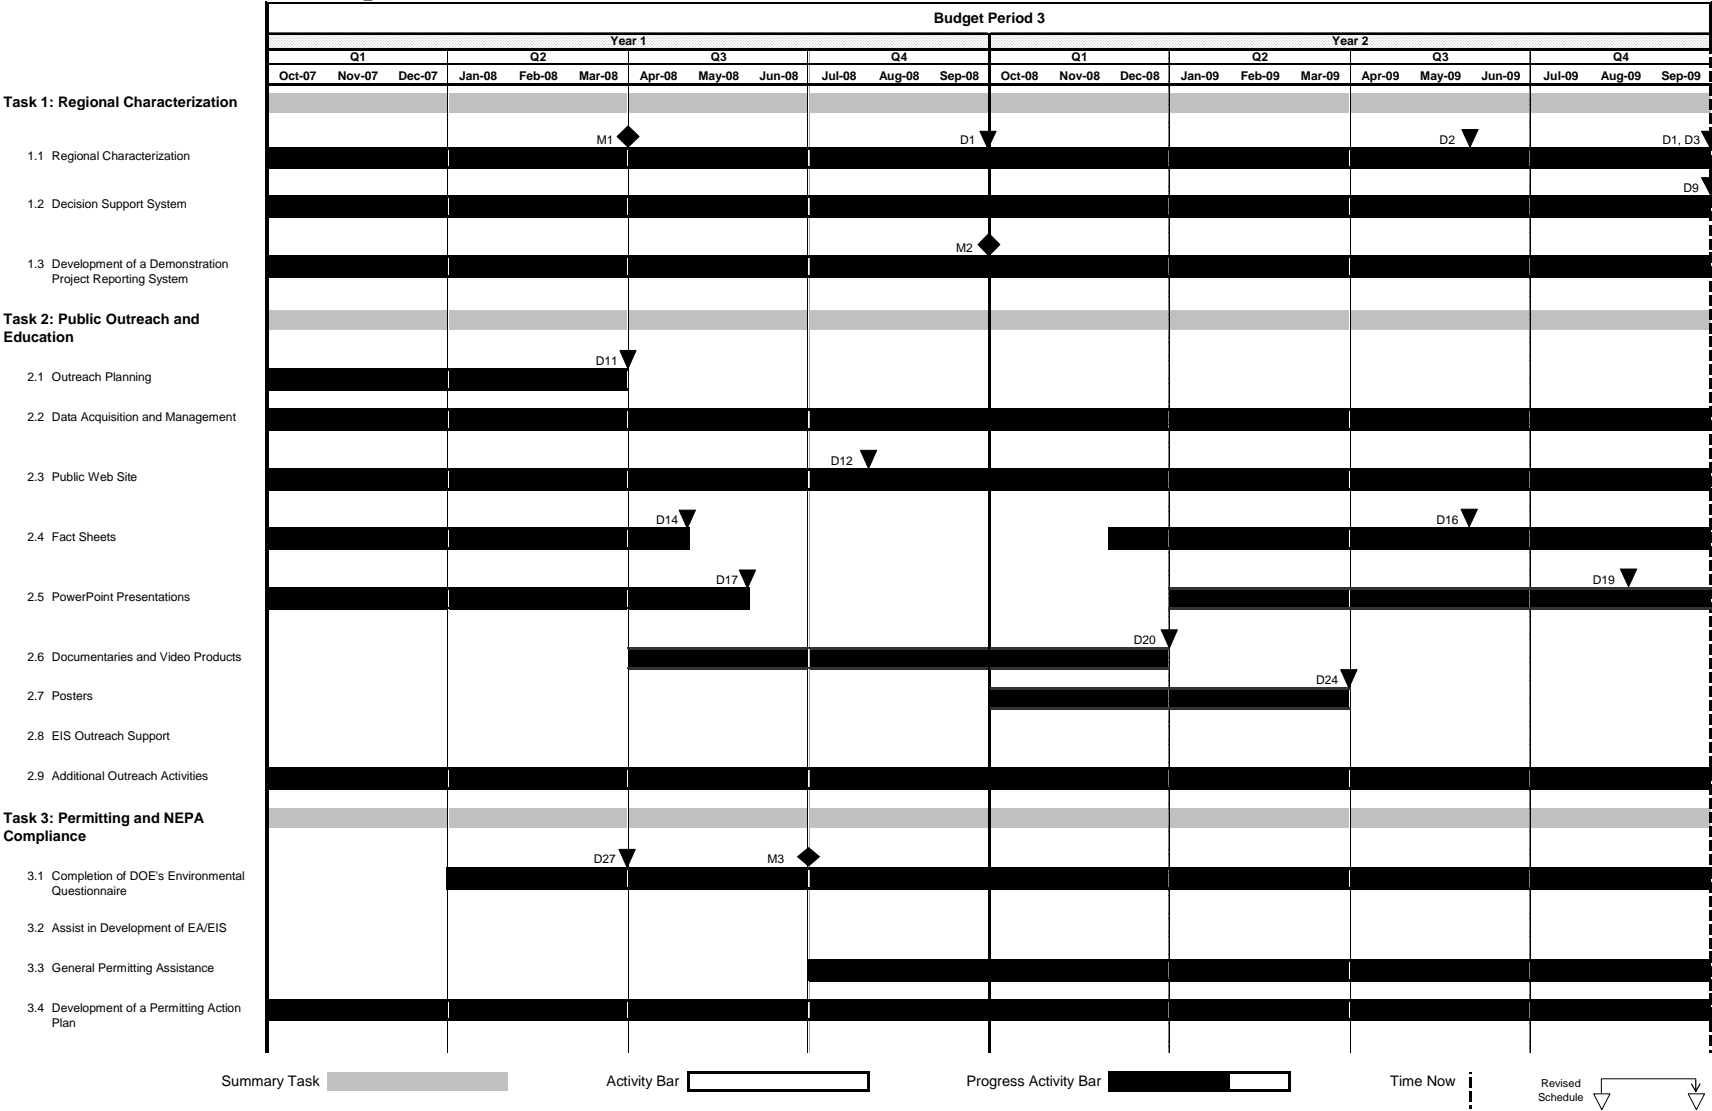 Budget Period 3
Year 1 Year 2
Q1 Q2 Q3 Q4 Q1 Q2 Q3 Q4
Oct-07 Nov-07 Dec-07 Jan-08 Feb-08 Mar-08 Apr-08 May-08 Jun-08 Jul-08 Aug-08 Sep-08 Oct-08 Nov-08 Dec-08 Jan-09 Feb-09 Mar-09 Apr-09 May-09 Jun-09 Jul-09 Aug-09 Sep-09
Task 1: Regional Characterization
M1 D1 D2 D1, D3
1.1 Regional Characterization
D9
1.2 Decision Support System
M2
1.3 Development of a Demonstration
Project Reporting System
Task 2: Public Outreach and
Education
D11
2.1 Outreach Planning
2.2 Data Acquisition and Management
D12
2.3 Public Web Site
D14 D16
2.4 Fact Sheets
D17 D19
2.5 PowerPoint Presentations
D20
2.6 Documentaries and Video Products
D24
2.7 Posters
2.8 EIS Outreach Support
2.9 Additional Outreach Activities
Task 3: Permitting and NEPA
Compliance
D27 M3
3.1 Completion of DOE's Environmental
Questionnaire
3.2 Assist in Development of EA/EIS
3.3 General Permitting Assistance
3.4 Development of a Permitting Action
Plan
Summary Task Activity Bar Progress Activity Bar Time Now Revised
Schedule